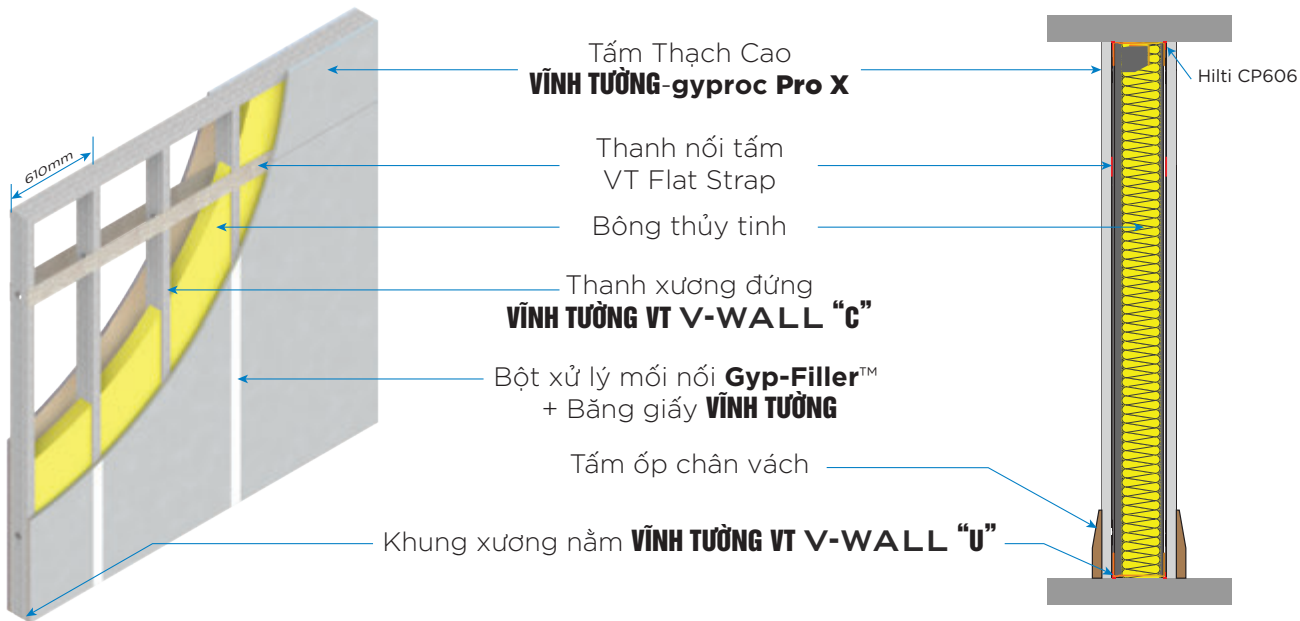 Tấm Thạch Cao
VĨNH TƯỜNG-gyproc Pro X
Hilti CP606
610mm
Thanh nối tấm
VT Flat Strap
Bông thủy tinh
Thanh xương đứng
VĨNH TƯỜNG VT V-WALL “C”
Bột xử lý mối nối Gyp-Filler™
+ Băng giấy VĨNH TƯỜNG
Tấm ốp chân vách
Khung xương nằm VĨNH TƯỜNG VT V-WALL “U”